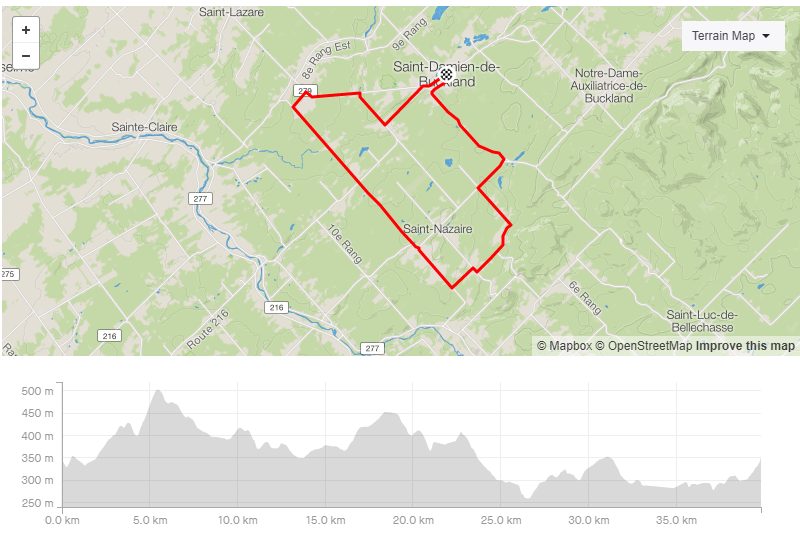 Saint-Lazare
9e Rang
8e Rang Est
+
−
Terrain Map
Saint-Damien-de-
Buckland
Notre-Dame-
Auxiliatrice-de-
Buckland
279
Sainte-Claire
277
Saint-Nazaire
10e Rang
275
216
6e Rang
Saint-Luc-de-
Bellechasse
Route 216
216
277
© Mapbox © OpenStreetMap Improve this map
500 m
450 m
400 m
350 m
300 m
250 m
0.0 km
5.0 km
10.0 km
15.0 km
20.0 km
25.0 km
30.0 km
35.0 km